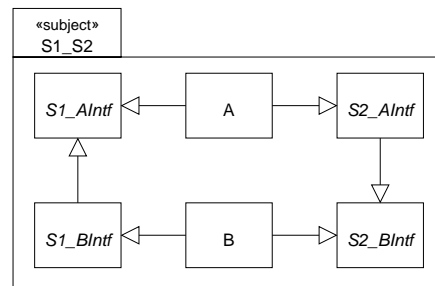 «subject»
S1_S2
S1_AIntf
A
S2_AIntf
S1_BIntf
B
S2_BIntf